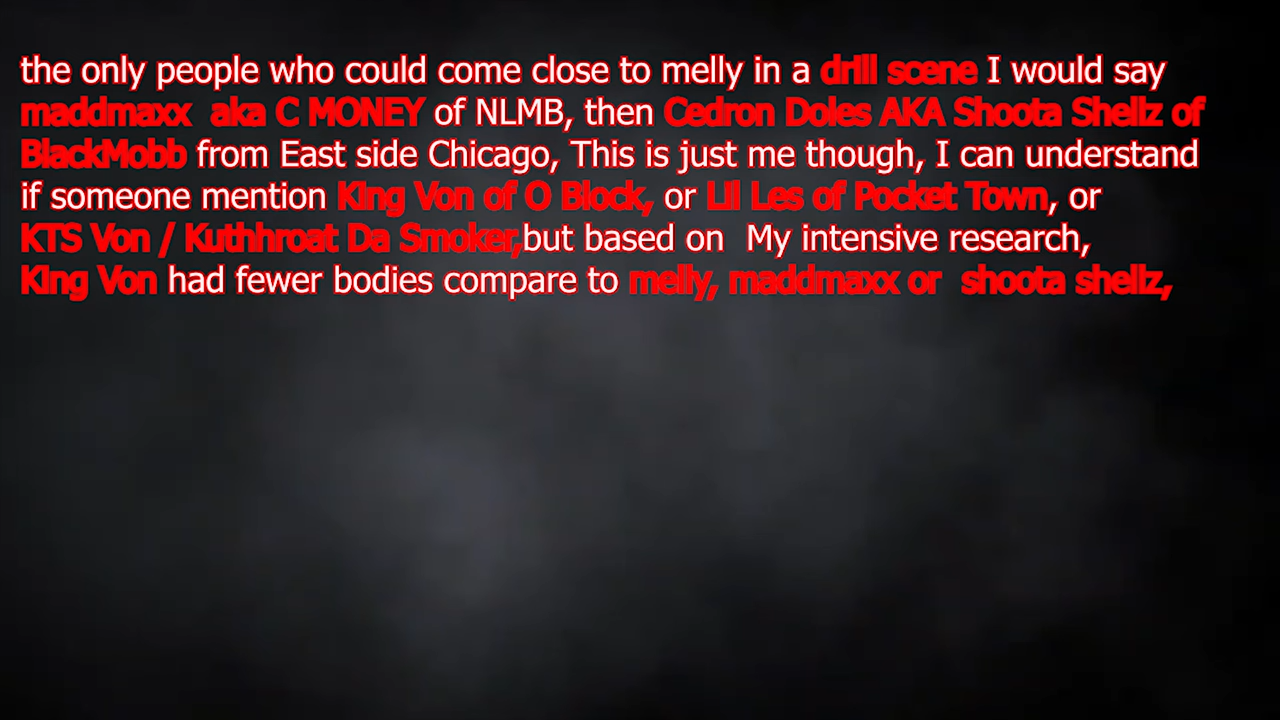 the only people who could come close to melly in a drill scene I would say
maddmaxx  aka C MONEY of NLMB, then Cedron Doles AKA Shoota Shellz of
BlackMobb from East side Chicago, This is just me though, I can understand
if someone mention King Von of O Block, or Lil Les of Pocket Town, or
KTS Von / Kuthhroat Da Smoker,but based on  My intensive research,
King Von had fewer bodies compare to melly, maddmaxx or  shoota shellz,